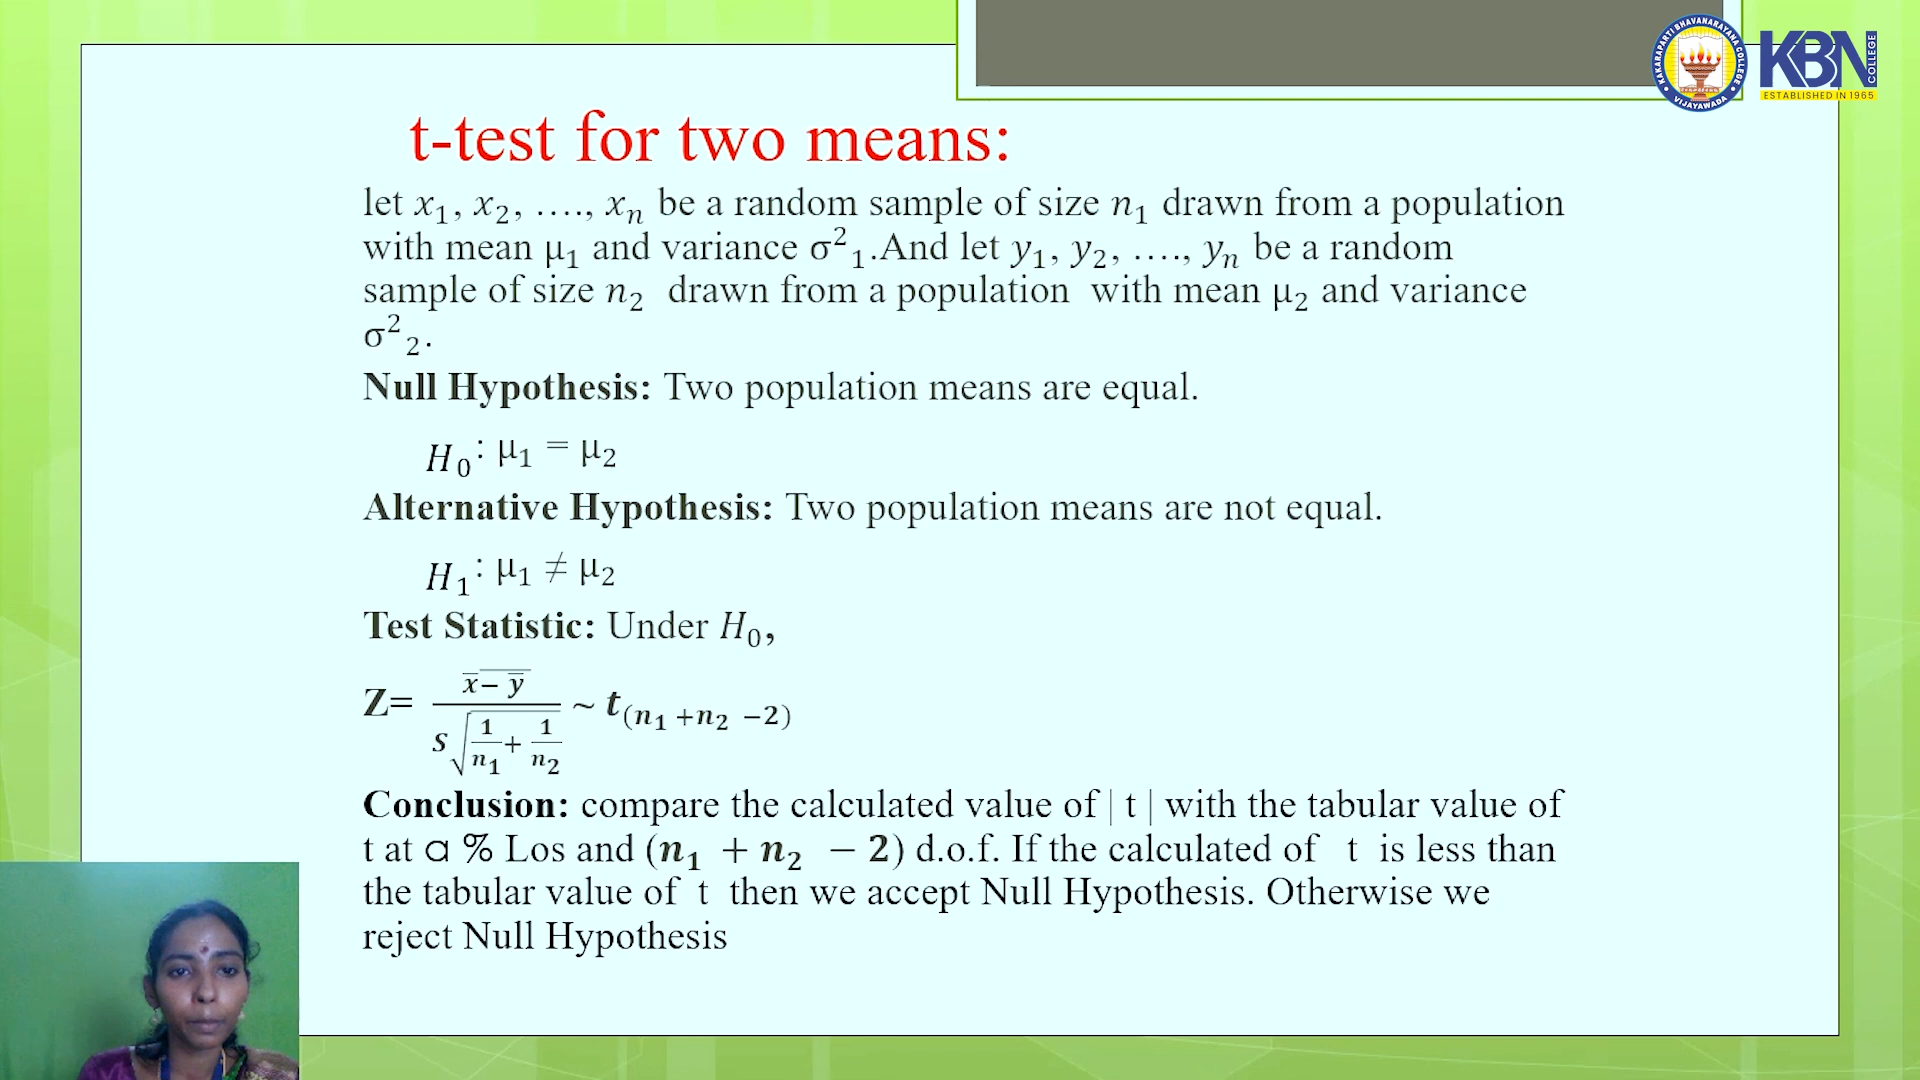 KAKARAPARTI BHAVANARAYANA COLLEGE
VIJAYAWADA
KBN
COLLEGE
ESTABLISHED IN 1965
t-test for two means:
let x₁, x₂, …., xₙ be a random sample of size n₁ drawn from a population
with mean μ₁ and variance σ²₁.And let y₁, y₂, …., yₙ be a random
sample of size n₂ drawn from a population with mean μ₂ and variance
σ²₂.
Null Hypothesis: Two population means are equal.
H₀: μ₁ = μ₂
Alternative Hypothesis: Two population means are not equal.
H₁: μ₁ ≠ μ₂
Test Statistic: Under H₀,
Z= (x̅ − y̅) / (s√(1/n₁ + 1/n₂)) ~ t₍n₁ +n₂ −2₎
Conclusion: compare the calculated value of | t | with the tabular value of
t at α % Los and (n₁ + n₂ − 2) d.o.f. If the calculated of t is less than
the tabular value of t then we accept Null Hypothesis. Otherwise we
reject Null Hypothesis